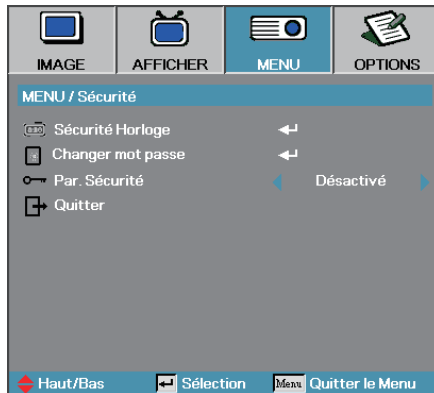 IMAGE AFFICHER MENU OPTIONS
MENU / Sécurité
Sécurité Horloge
Changer mot passe
Par. Sécurité Désactivé
Quitter
Haut/Bas Sélection Menu Quitter le Menu